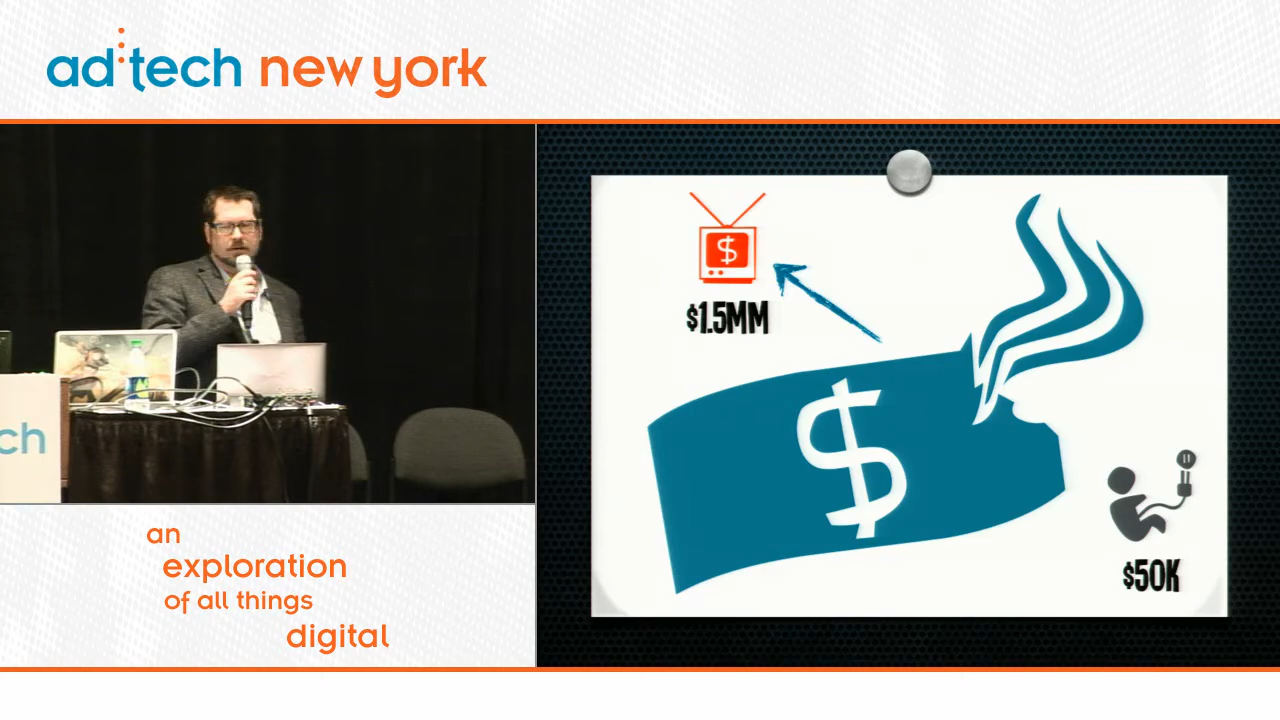 ad:tech new york
$
$1.5MM
$
$50K
ch
an
exploration
of all things
digital